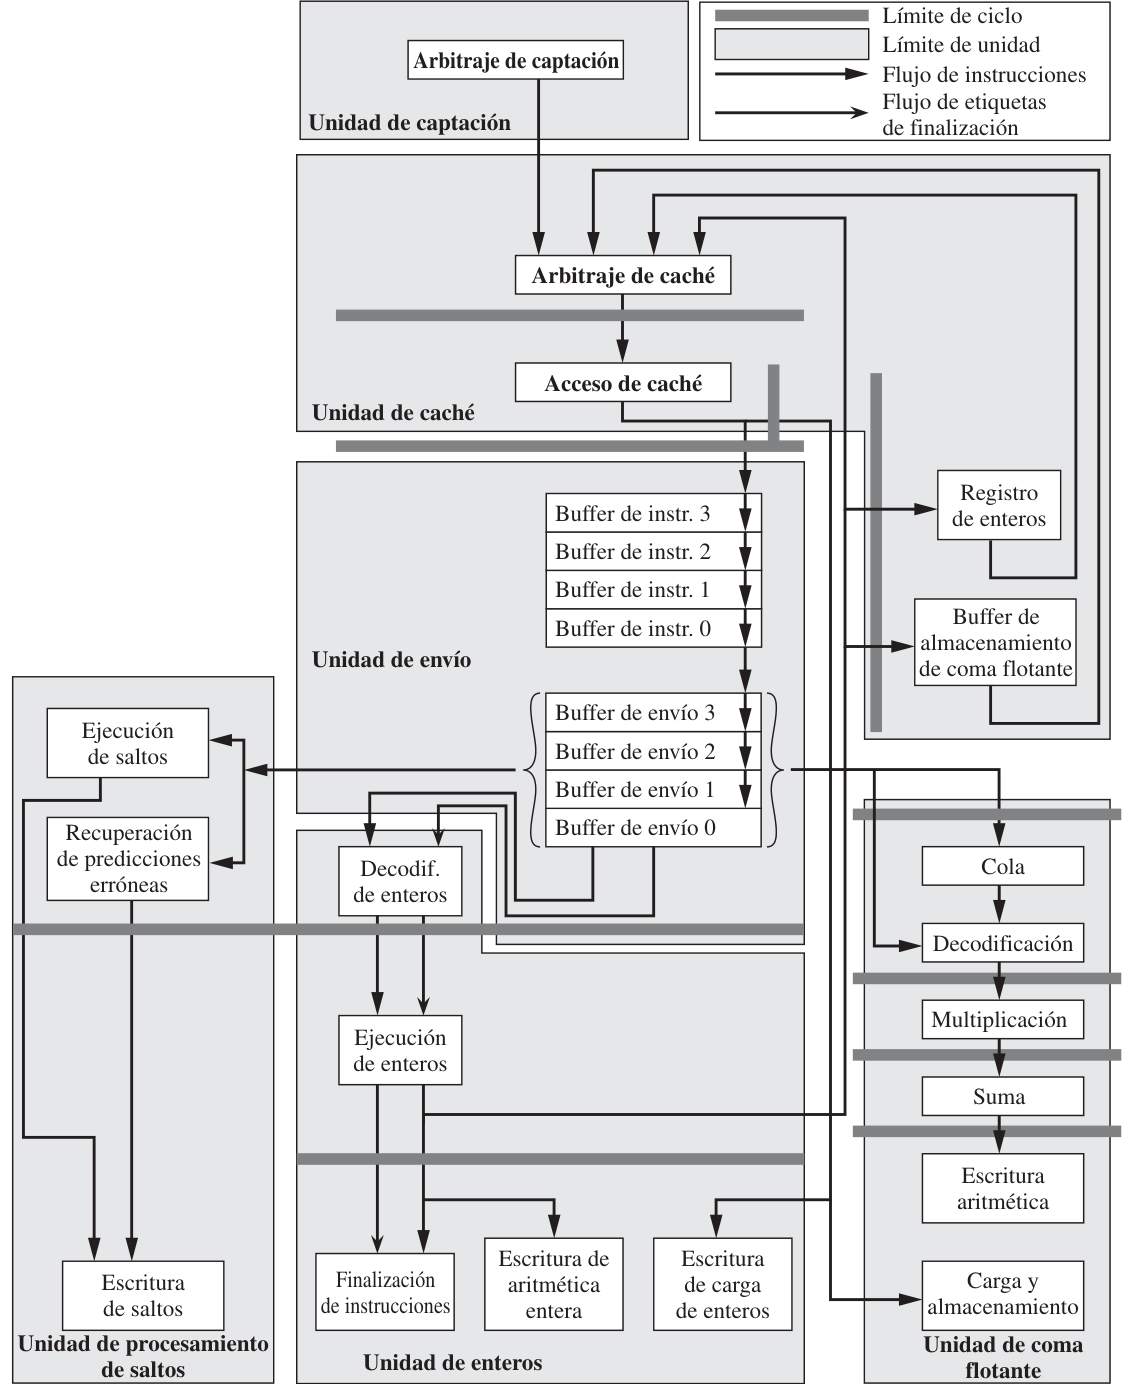 Límite de ciclo
Límite de unidad
Flujo de instrucciones
Flujo de etiquetas
de finalización
Arbitraje de captación
Unidad de captación
Arbitraje de caché
Acceso de caché
Unidad de caché
Registro
de enteros
Buffer de
almacenamiento
de coma flotante
Buffer de instr. 3
Buffer de instr. 2
Buffer de instr. 1
Buffer de instr. 0
Unidad de envío
Buffer de envío 3
Buffer de envío 2
Buffer de envío 1
Buffer de envío 0
Ejecución
de saltos
Recuperación
de predicciones
erróneas
Escritura
de saltos
Unidad de procesamiento
de saltos
Decodif.
de enteros
Ejecución
de enteros
Finalización
de instrucciones
Escritura de
aritmética
entera
Escritura
de carga
de enteros
Unidad de enteros
Cola
Decodificación
Multiplicación
Suma
Escritura
aritmética
Carga y
almacenamiento
Unidad de coma
flotante